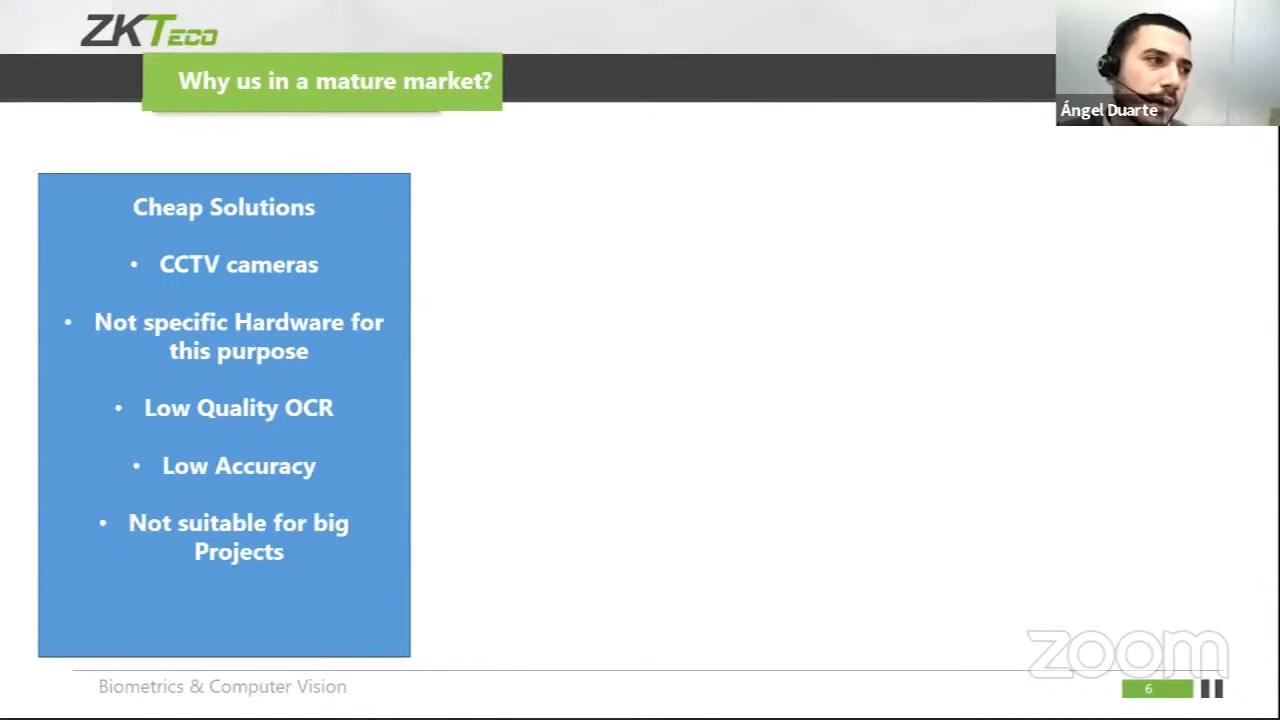 ZKTeco
Why us in a mature market?
Ángel Duarte
Cheap Solutions
• CCTV cameras
• Not specific Hardware for
this purpose
• Low Quality OCR
• Low Accuracy
• Not suitable for big
Projects
zoom
Biometrics & Computer Vision
6